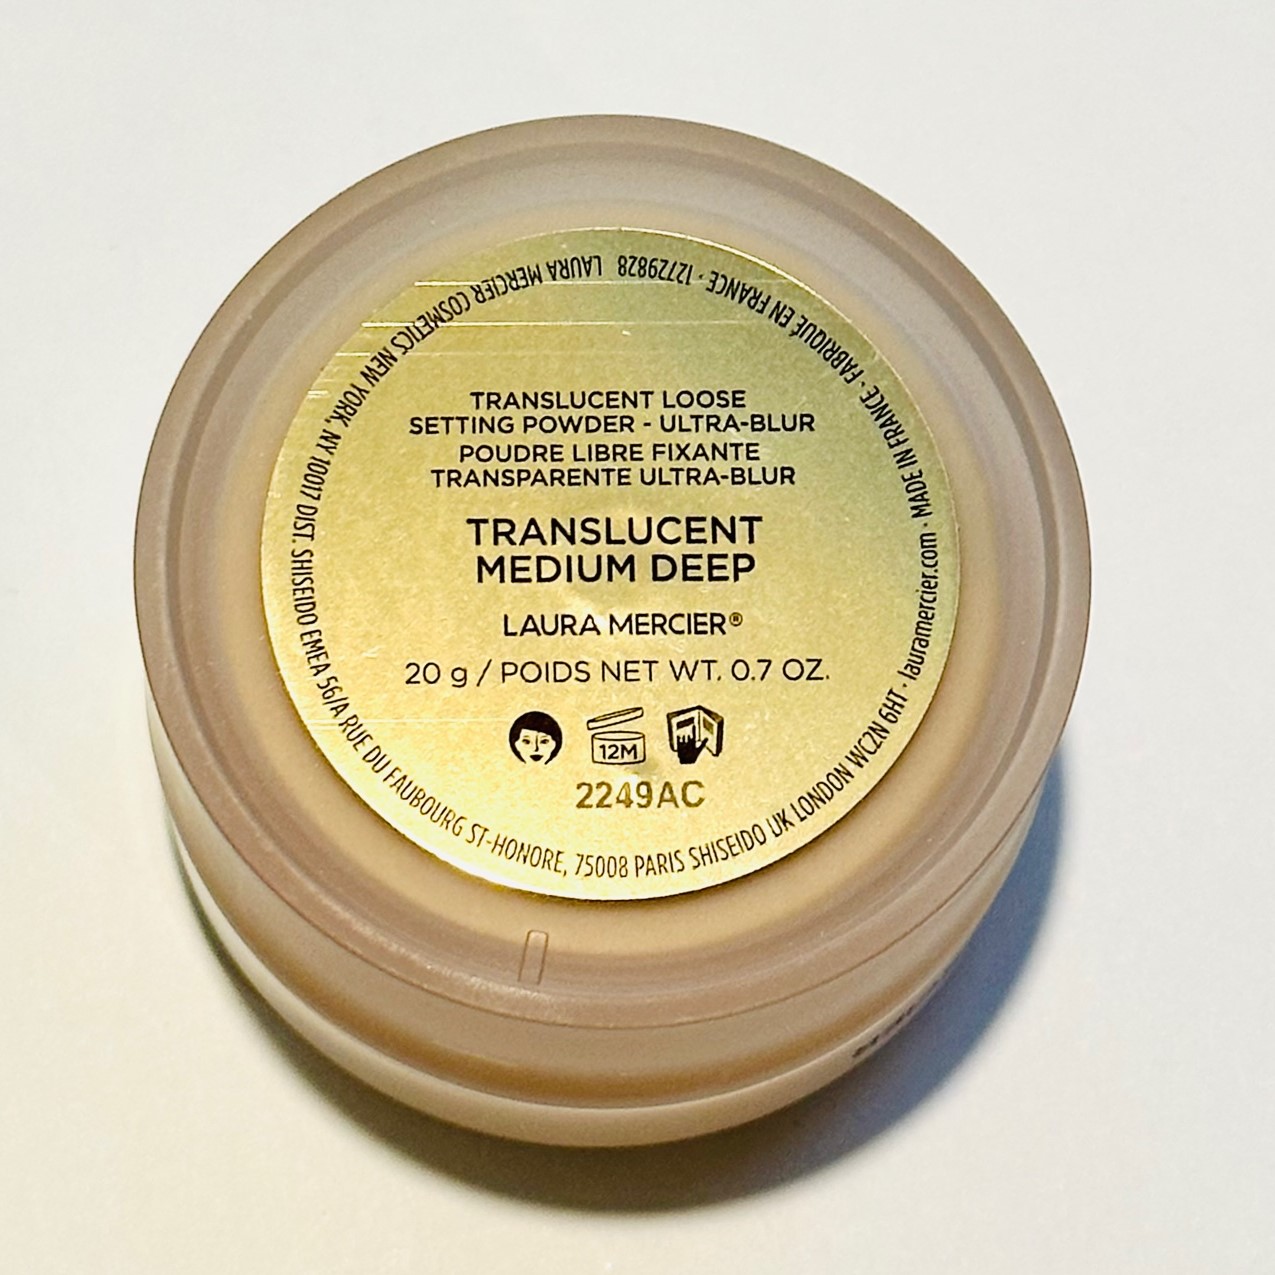 TRANSLUCENT LOOSE
SETTING POWDER - ULTRA-BLUR
POUDRE LIBRE FIXANTE
TRANSPARENTE ULTRA-BLUR
TRANSLUCENT
MEDIUM DEEP
LAURA MERCIER®
20 g / POIDS NET WT. 0.7 OZ.
12M
2249AC
LAURA MERCIER COSMETICS NEW YORK, NY 10017 DIST. SHISEIDO EMEA 56/A RUE DU FAUBOURG ST-HONORE, 75008 PARIS SHISEIDO UK LONDON WC2N 6HT · lauramercier.com · MADE IN FRANCE · FABRIQUÉ EN FRANCE · 12729828